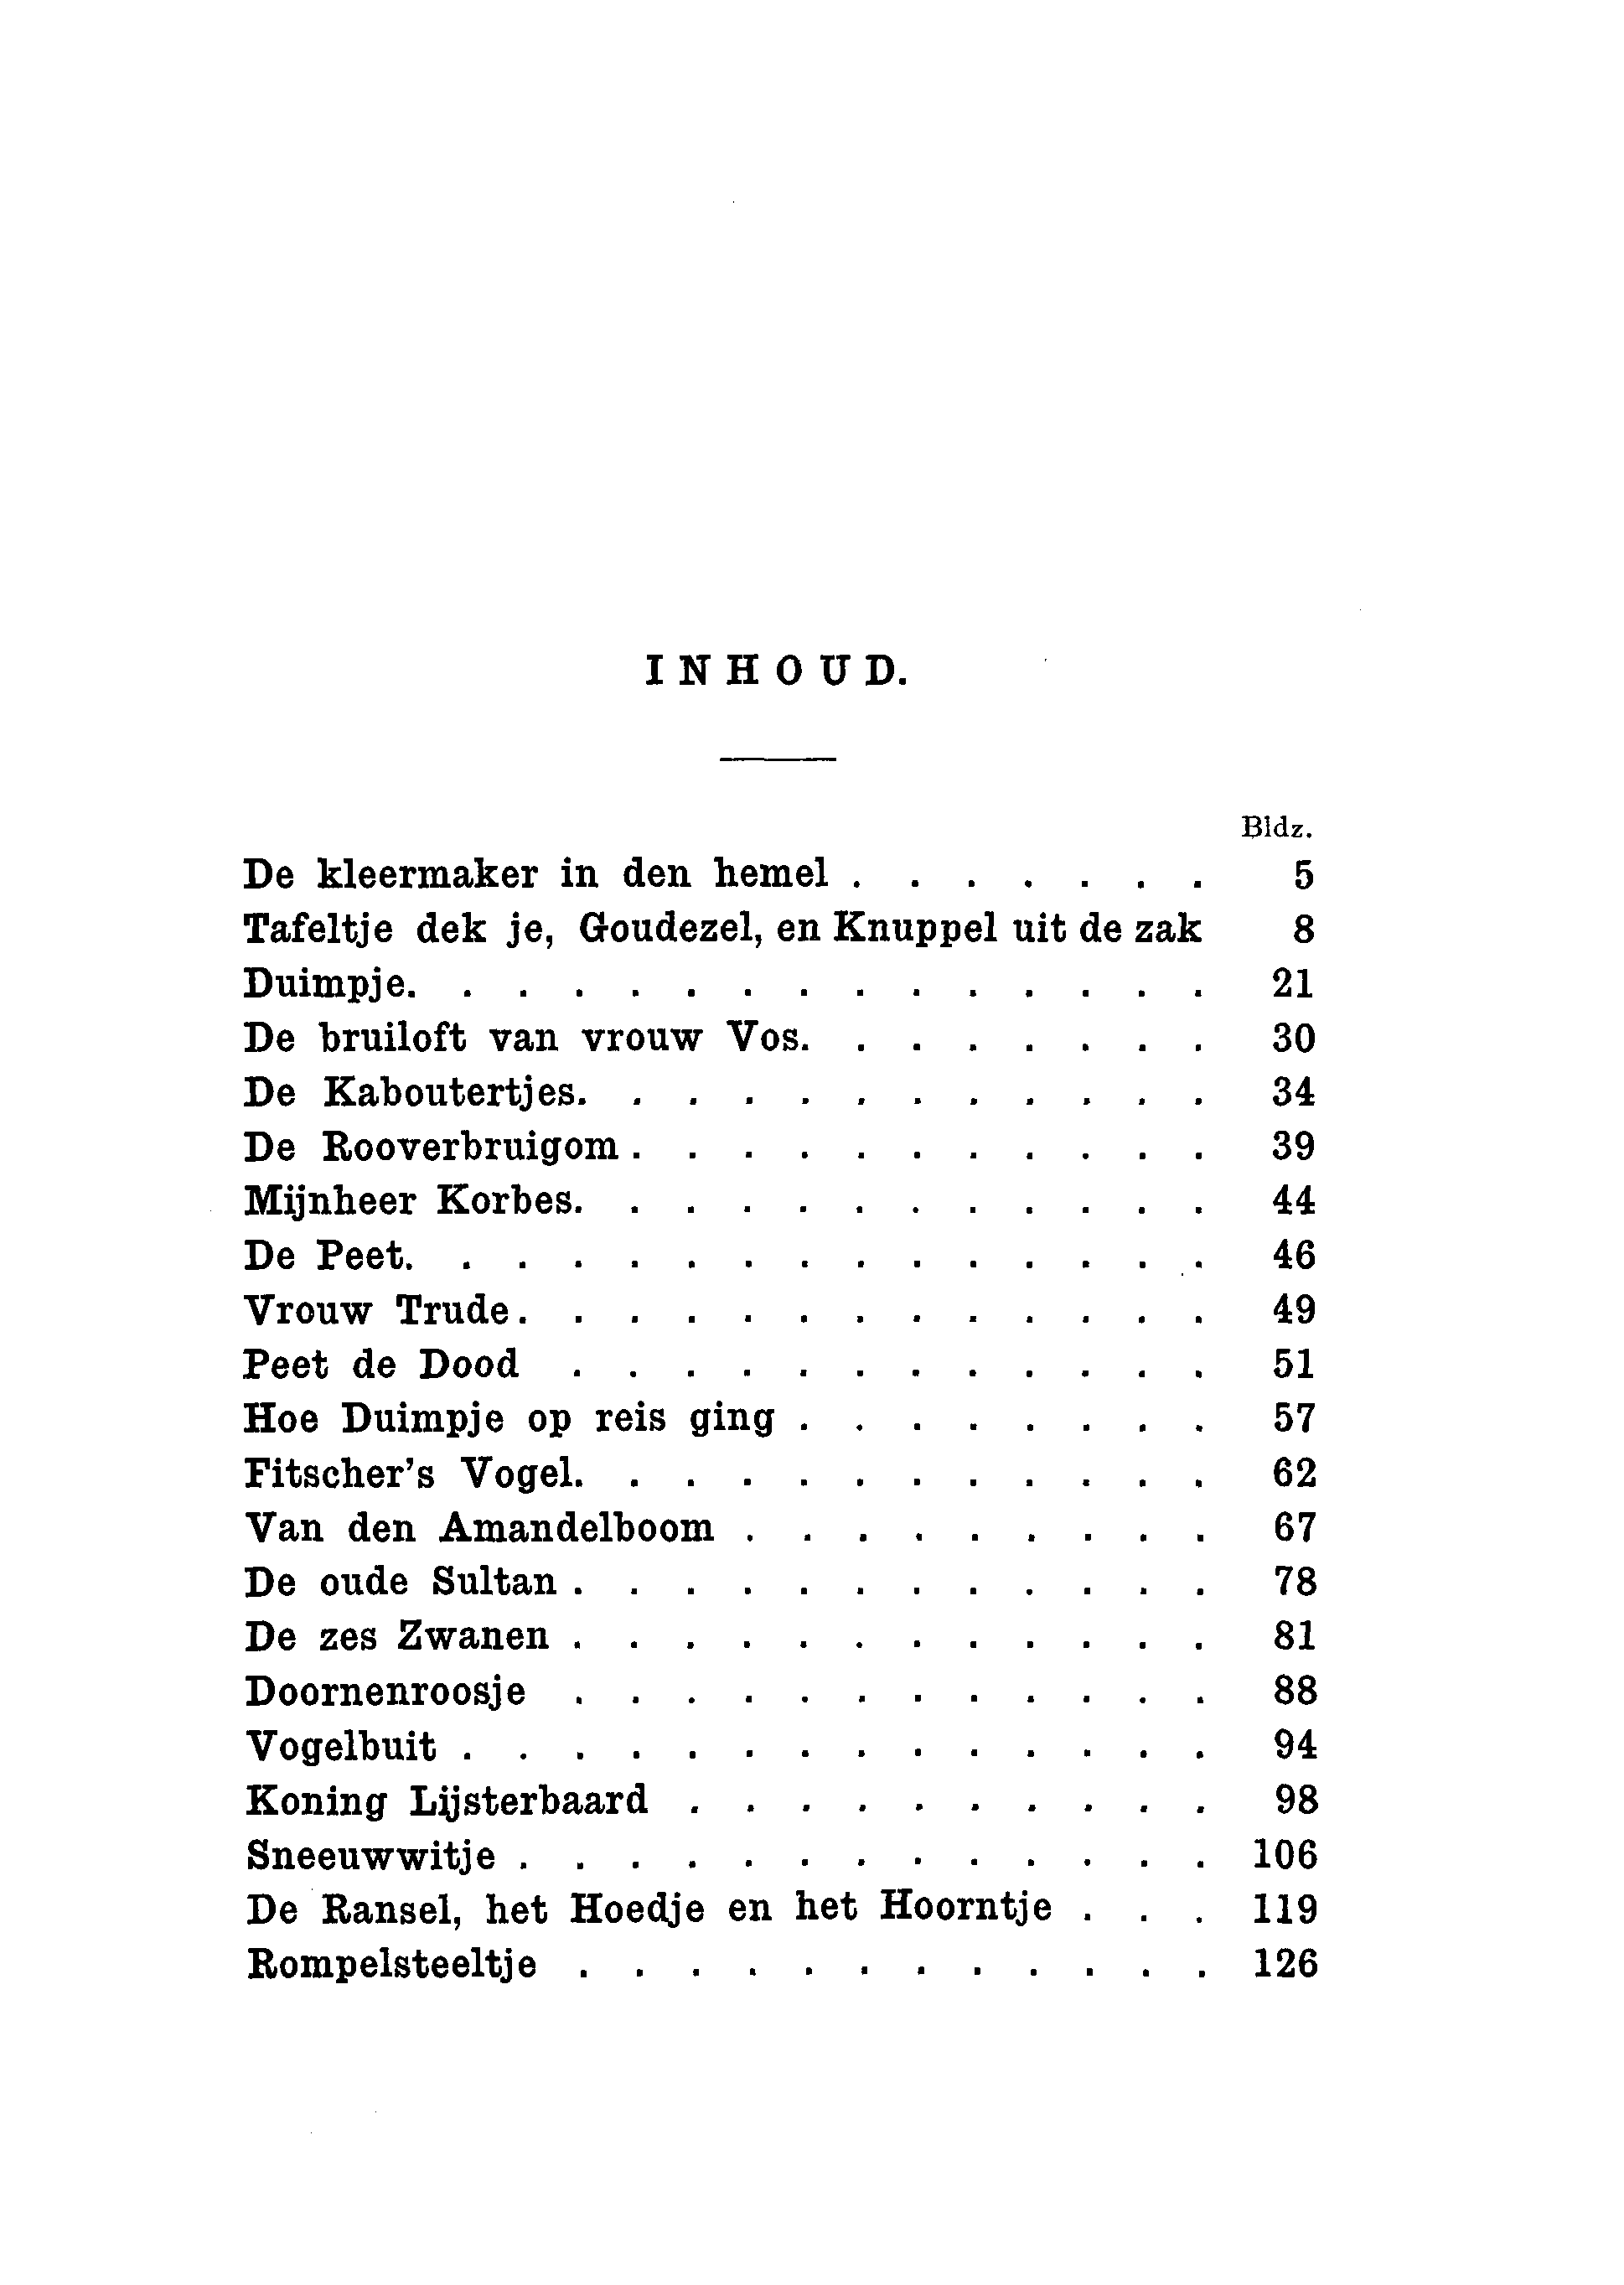 INHOUD.
Bldz.
De kleermaker in den hemel . . . . . . . 5
Tafeltje dek je, Goudezel, en Knuppel uit de zak 8
Duimpje. . . . . . . . . . . . . . . 21
De bruiloft van vrouw Vos. . . . . . . . 30
De Kaboutertjes. . . . . . . . . . . . 34
De Rooverbruigom . . . . . . . . . . . 39
Mijnheer Korbes. . . . . . . . . . . . 44
De Peet. . . . . . . . . . . . . . . 46
Vrouw Trude. . . . . . . . . . . . . 49
Peet de Dood . . . . . . . . . . . . 51
Hoe Duimpje op reis ging . . . . . . . . 57
Fitscher's Vogel. . . . . . . . . . . . 62
Van den Amandelboom . . . . . . . . . 67
De oude Sultan . . . . . . . . . . . . 78
De zes Zwanen . . . . . . . . . . . . 81
Doornenroosje . . . . . . . . . . . . 88
Vogelbuit . . . . . . . . . . . . . . 94
Koning Lijsterbaard . . . . . . . . . . 98
Sneeuwwitje . . . . . . . . . . . . . 106
De Ransel, het Hoedje en het Hoorntje . . . 119
Rompelsteeltje . . . . . . . . . . . . 126